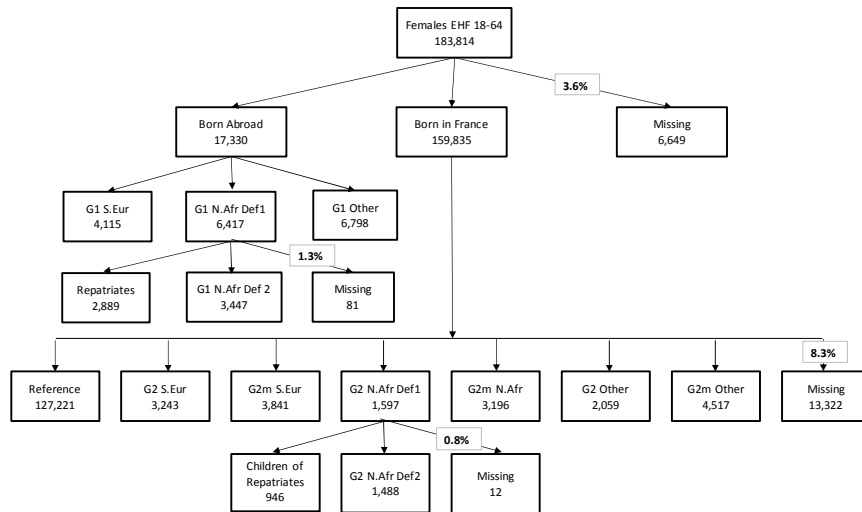 Females EHF 18-64
183,814
3.6%
Born Abroad
17,330
Born in France
159,835
Missing
6,649
G1 S.Eur
4,115
G1 N.Afr Def1
6,417
G1 Other
6,798
1.3%
Repatriates
2,889
G1 N.Afr Def 2
3,447
Missing
81
8.3%
Reference
127,221
G2 S.Eur
3,243
G2m S.Eur
3,841
G2 N.Afr Def1
1,597
G2m N.Afr
3,196
G2 Other
2,059
G2m Other
4,517
Missing
13,322
0.8%
Children of
Repatriates
946
G2 N.Afr Def2
1,488
Missing
12